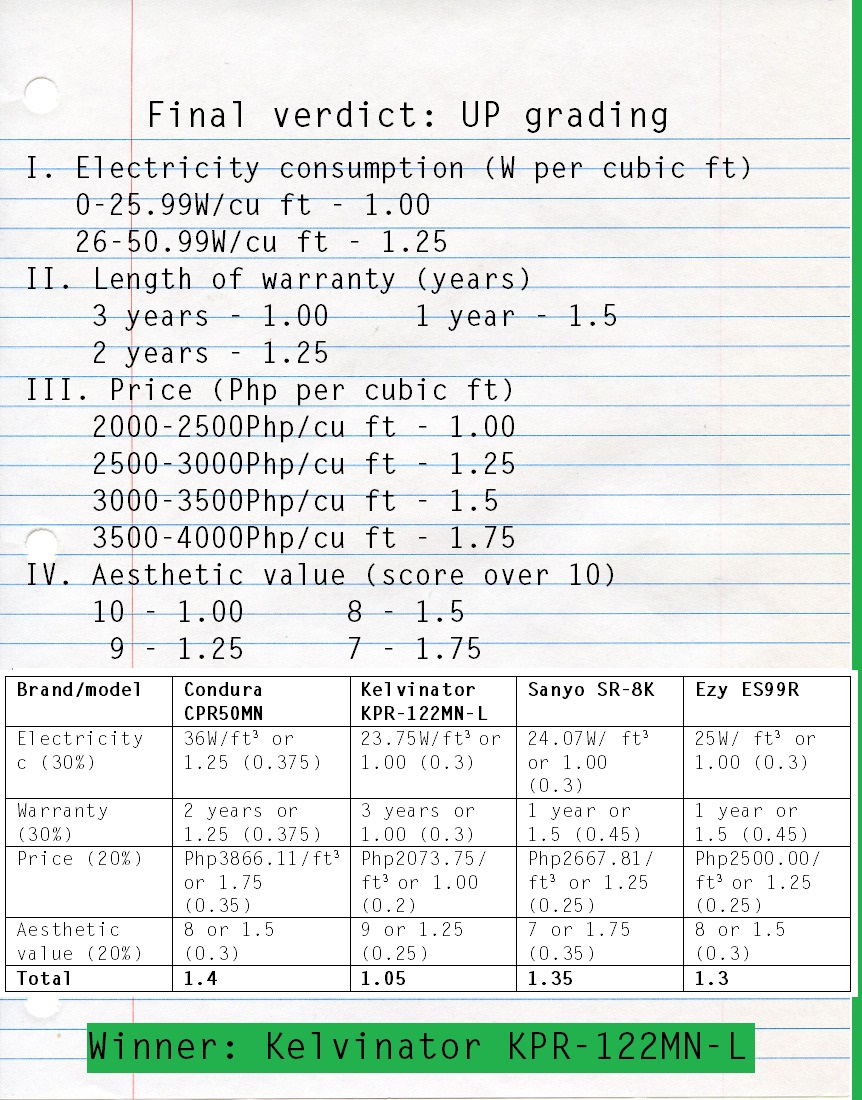 Final verdict: UP grading
I. Electricity consumption (W per cubic ft)
0-25.99W/cu ft - 1.00
26-50.99W/cu ft - 1.25
II. Length of warranty (years)
3 years - 1.00 1 year - 1.5
2 years - 1.25
III. Price (Php per cubic ft)
2000-2500Php/cu ft - 1.00
2500-3000Php/cu ft - 1.25
3000-3500Php/cu ft - 1.5
3500-4000Php/cu ft - 1.75
IV. Aesthetic value (score over 10)
10 - 1.00 8 - 1.5
9 - 1.25 7 - 1.75
Brand/model
Condura
CPR50MN
Kelvinator
KPR-122MN-L
Sanyo SR-8K
Ezy ES99R
Electricity
c (30%)
36W/ft³ or
1.25 (0.375)
23.75W/ft³ or
1.00 (0.3)
24.07W/ ft³
or 1.00
(0.3)
25W/ ft³ or
1.00 (0.3)
Warranty
(30%)
2 years or
1.25 (0.375)
3 years or
1.00 (0.3)
1 year or
1.5 (0.45)
1 year or
1.5 (0.45)
Price (20%)
Php3866.11/ft³
or 1.75
(0.35)
Php2073.75/
ft³ or 1.00
(0.2)
Php2667.81/
ft³ or 1.25
(0.25)
Php2500.00/
ft³ or 1.25
(0.25)
Aesthetic
value (20%)
8 or 1.5
(0.3)
9 or 1.25
(0.25)
7 or 1.75
(0.35)
8 or 1.5
(0.3)
Total
1.4
1.05
1.35
1.3
Winner: Kelvinator KPR-122MN-L